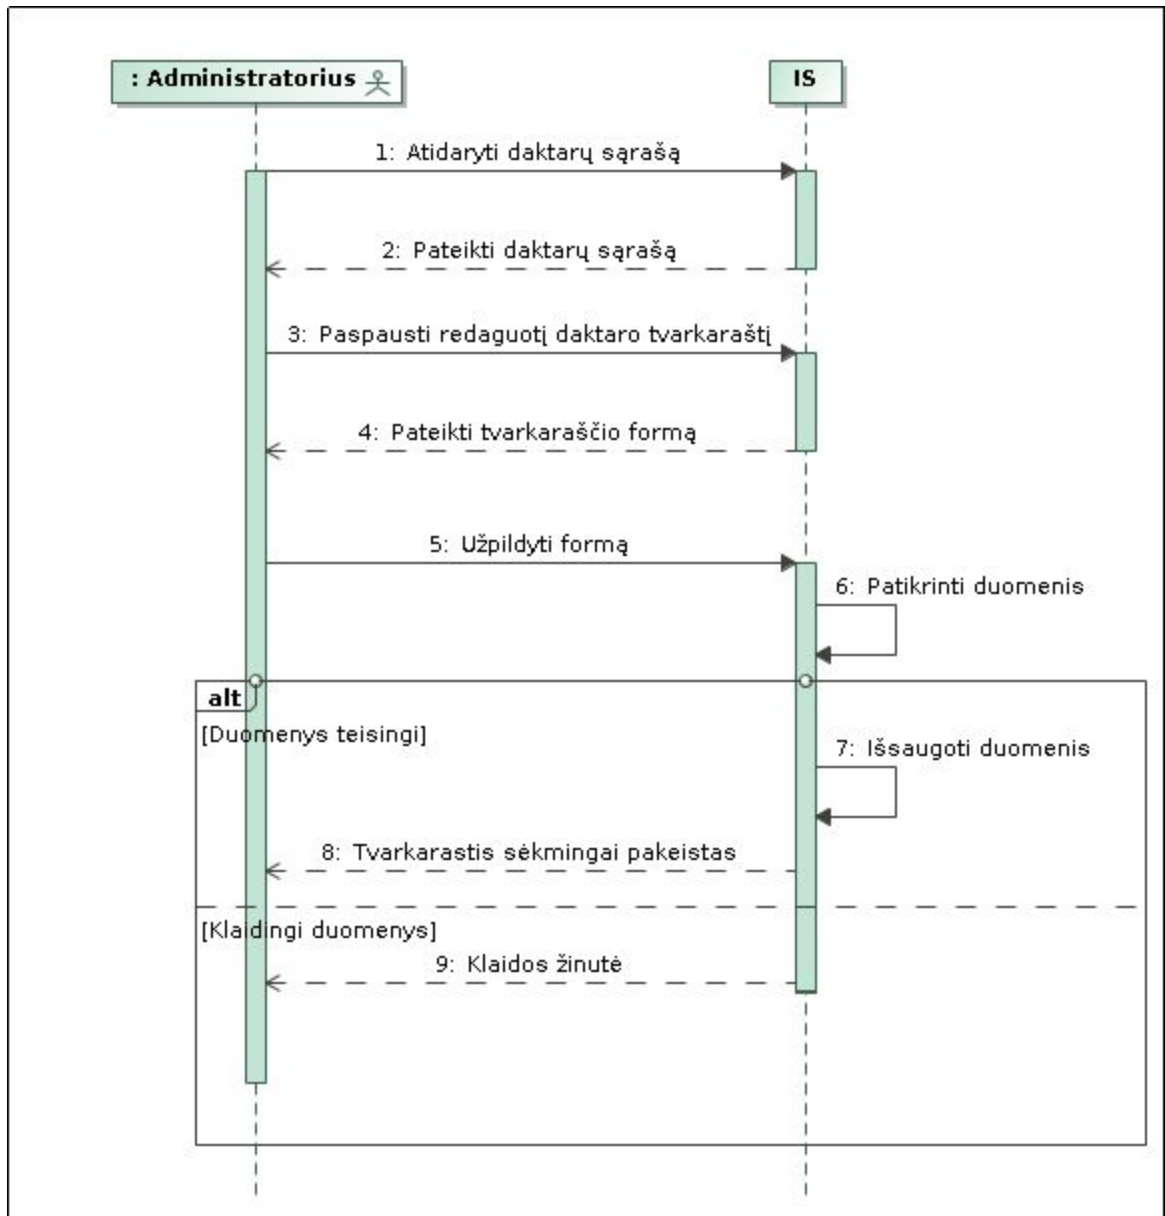 : Administratorius
IS
1: Atidaryti daktarų sąrašą
2: Pateikti daktarų sąrašą
3: Paspausti redaguotį daktaro tvarkaraštį
4: Pateikti tvarkaraščio formą
5: Užpildyti formą
6: Patikrinti duomenis
alt
[Duomenys teisingi]
7: Išsaugoti duomenis
8: Tvarkarastis sėkmingai pakeistas
[Klaidingi duomenys]
9: Klaidos žinutė